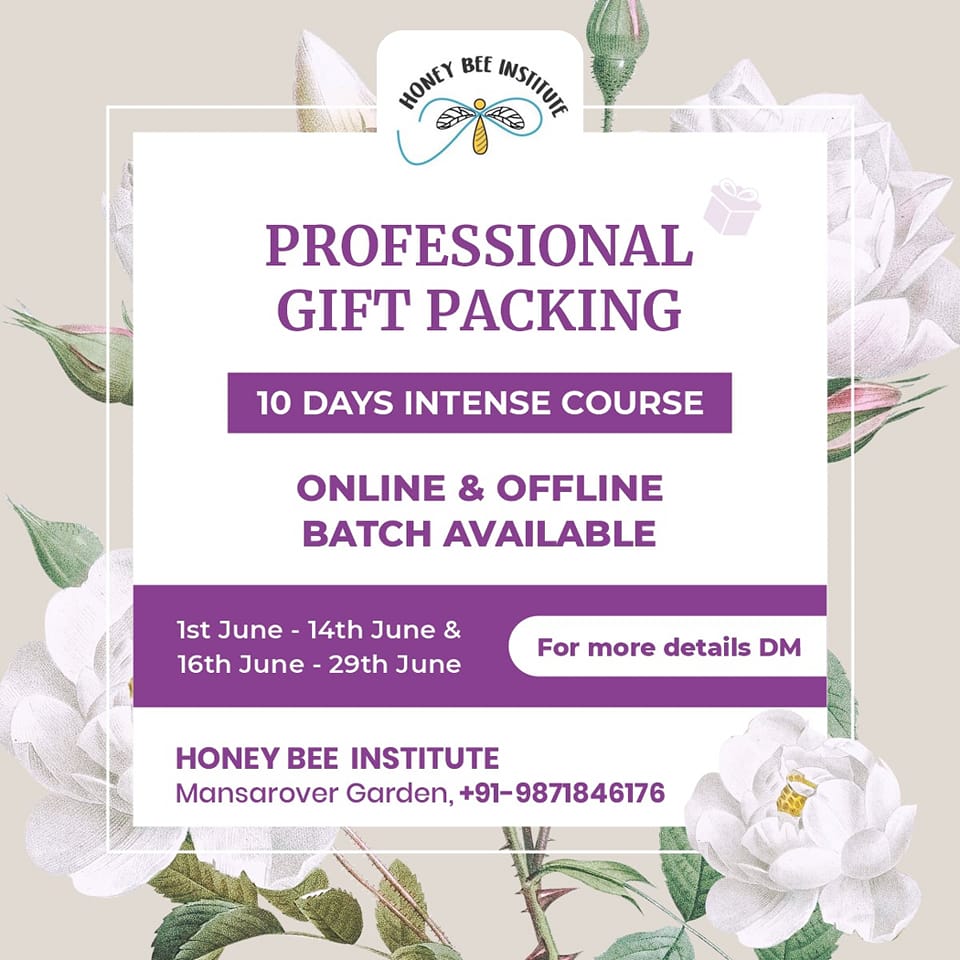 HONEY BEE INSTITUTE
PROFESSIONAL
GIFT PACKING
10 DAYS INTENSE COURSE
ONLINE & OFFLINE
BATCH AVAILABLE
1st June - 14th June &
16th June - 29th June
For more details DM
HONEY BEE INSTITUTE
Mansarover Garden, +91-9871846176